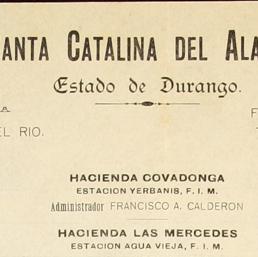 ANTA CATALINA DEL ALA
Estado de Durango.
A
F
EL RIO.
HACIENDA COVADONGA
ESTACION YERBANIS, F. I. M.
Administrador FRANCISCO A. CALDERON
HACIENDA LAS MERCEDES
ESTACION AGUA VIEJA, F. I. M.